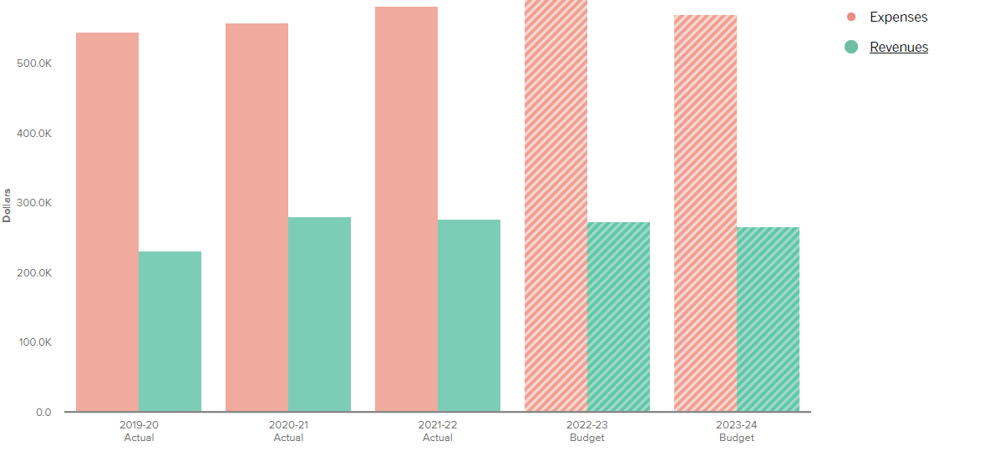 Expenses
Revenues
500.0K
400.0K
300.0K
200.0K
100.0K
0.0
Dollars
2019-20
Actual
2020-21
Actual
2021-22
Actual
2022-23
Budget
2023-24
Budget